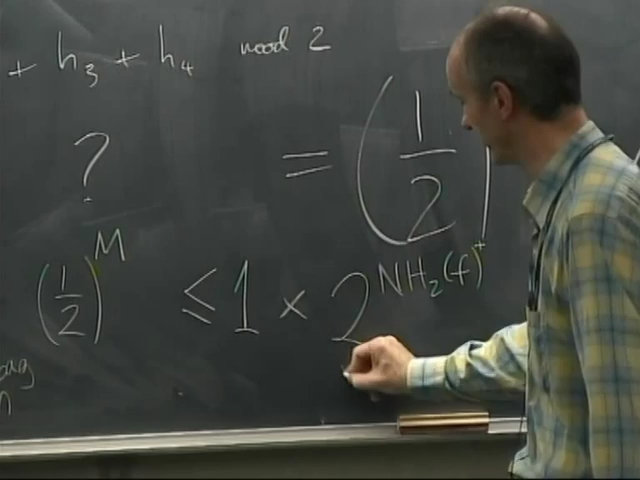 + h₃ + h₄ mod 2
? = (1/2)
(1/2)^M ≤ 1 × 2^{NH₂(f)^+}